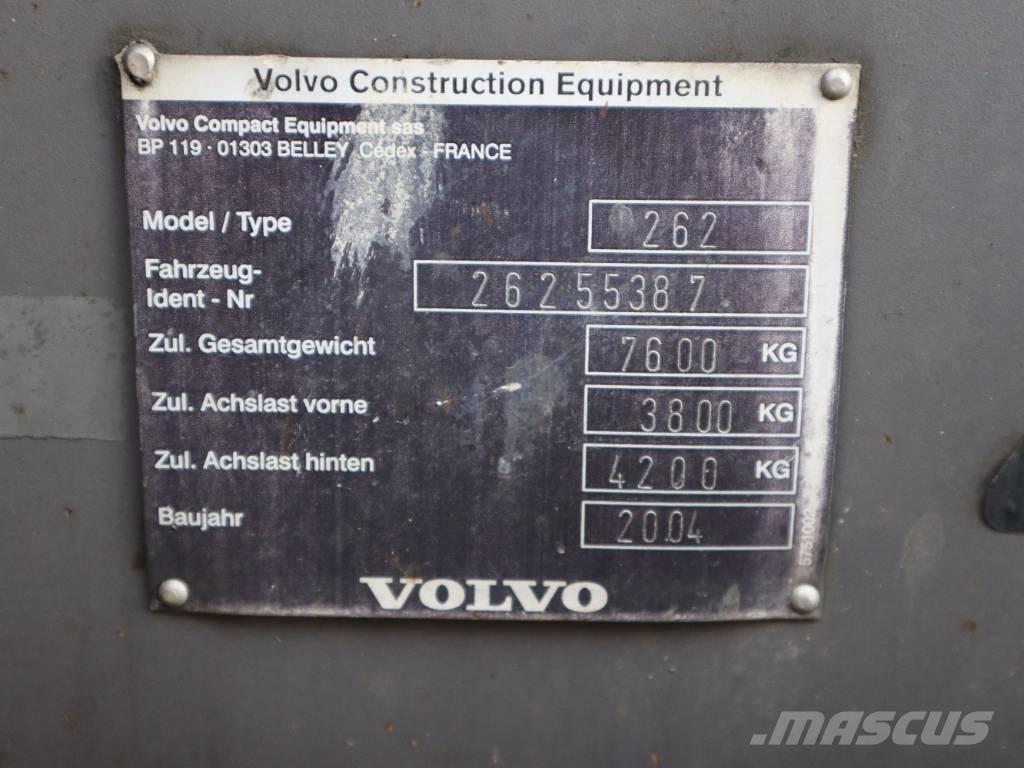 Volvo Construction Equipment
Volvo Compact Equipment sas
BP 119 · 01303 BELLEY Cédex - FRANCE
Model / Type 262
Fahrzeug-
Ident - Nr 26255387
Zul. Gesamtgewicht 7600 KG
Zul. Achslast vorne 3800 KG
Zul. Achslast hinten 4200 KG
Baujahr 2004
VOLVO
MASCUS